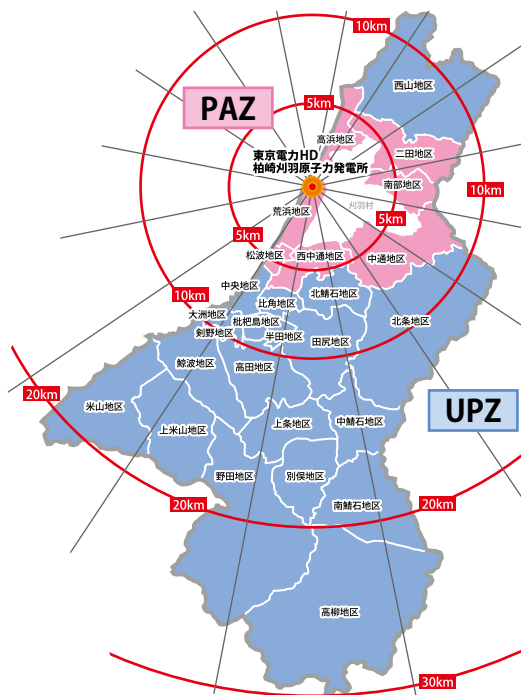 10km
西山地区
PAZ
5km
高浜地区
二田地区
東京電力HD
柏崎刈羽原子力発電所
南部地区
10km
刈羽村
荒浜地区
5km
5km
松波地区
西中通地区
中通地区
中央地区
10km
北鯖石地区
比角地区
大洲地区
枇杷島地区
北条地区
剣野地区
半田地区
田尻地区
鯨波地区
高田地区
20km
米山地区
UPZ
上米山地区
上条地区
中鯖石地区
野田地区
別俣地区
20km
南鯖石地区
20km
高柳地区
30km